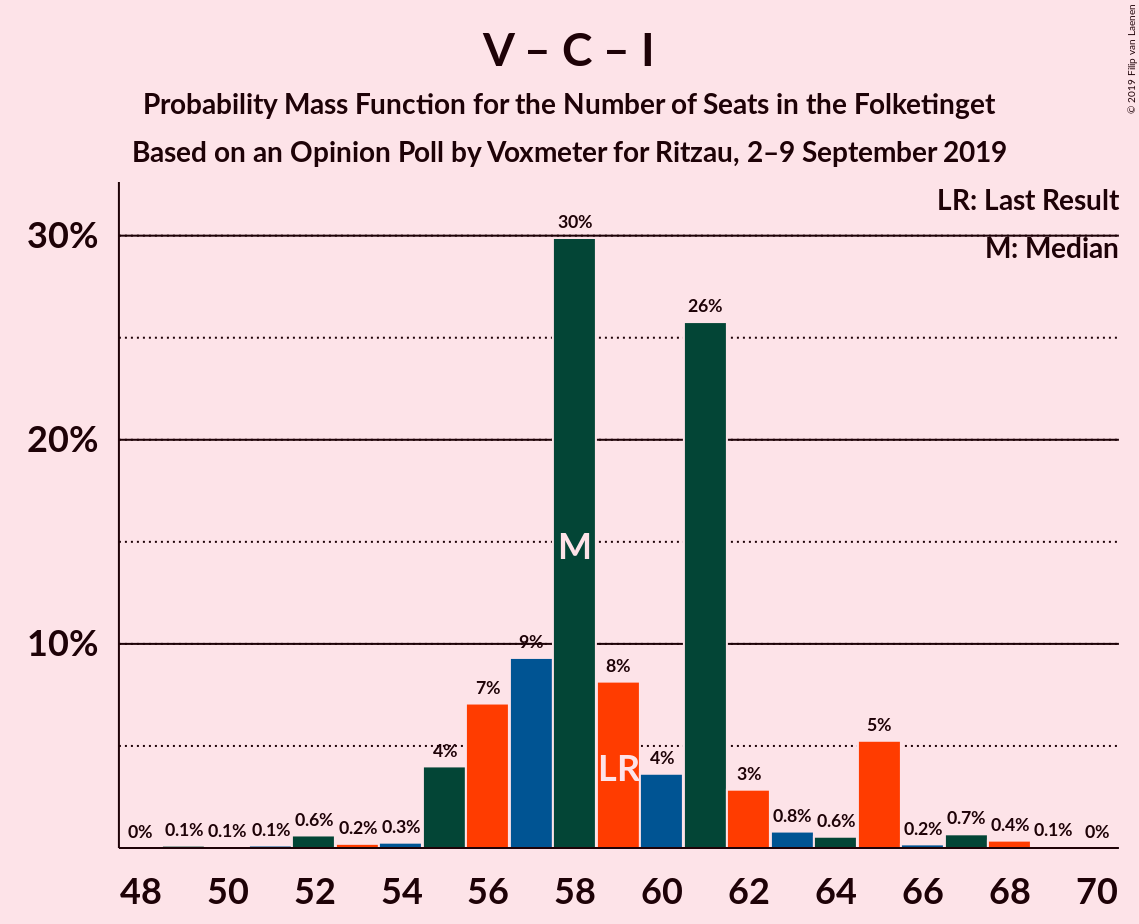 V – C – I
Probability Mass Function for the Number of Seats in the Folketinget
Based on an Opinion Poll by Voxmeter for Ritzau, 2–9 September 2019
© 2019 Filip van Laenen
LR: Last Result
M: Median
30%
20%
10%
0%
0.1%
0.1%
0.1%
0.6%
0.2%
0.3%
4%
7%
9%
30%
8%
4%
26%
3%
0.8%
0.6%
5%
0.2%
0.7%
0.4%
0.1%
0%
M
LR
48 50 52 54 56 58 60 62 64 66 68 70